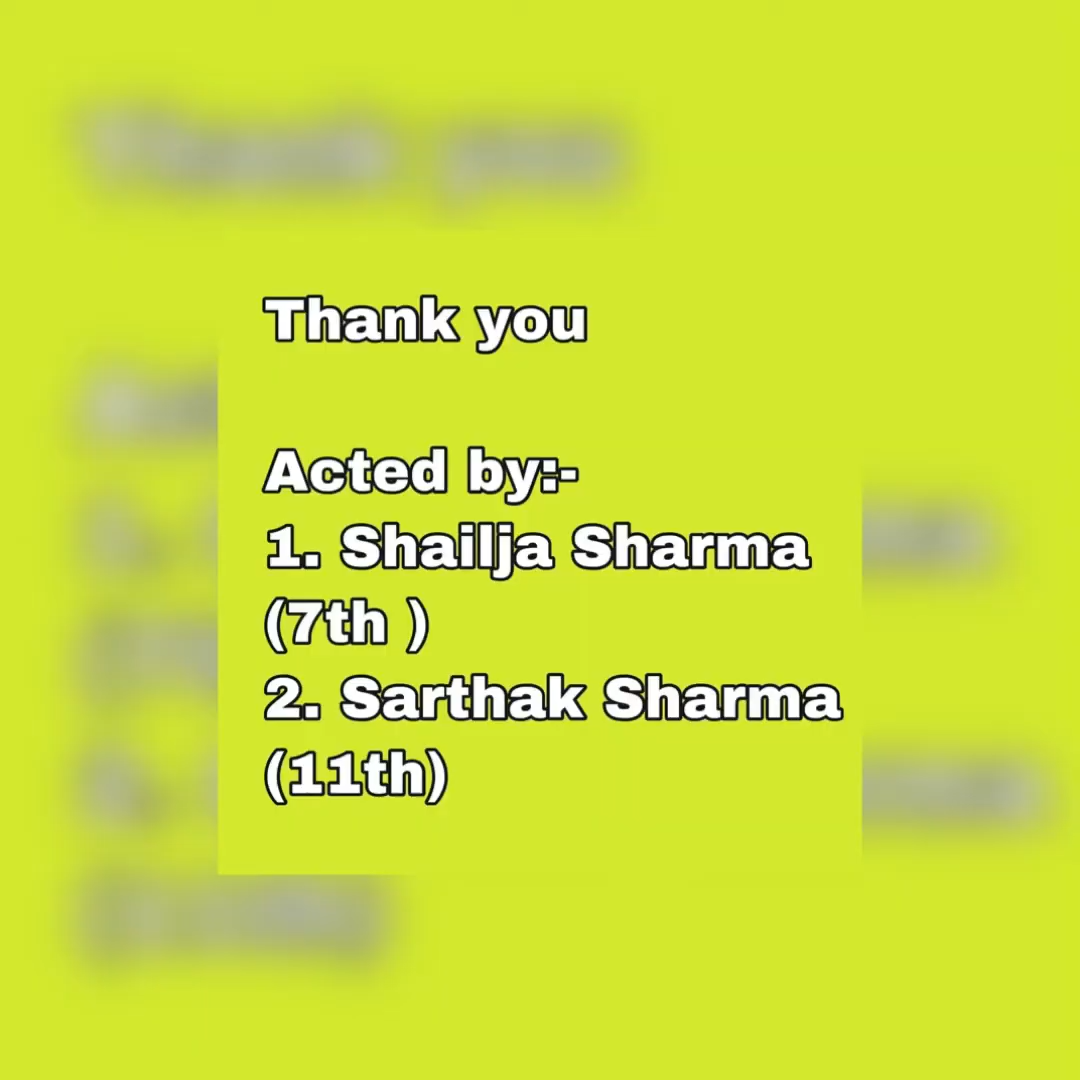 Thank you
Acted by:-
1. Shailja Sharma
(7th )
2. Sarthak Sharma
(11th)